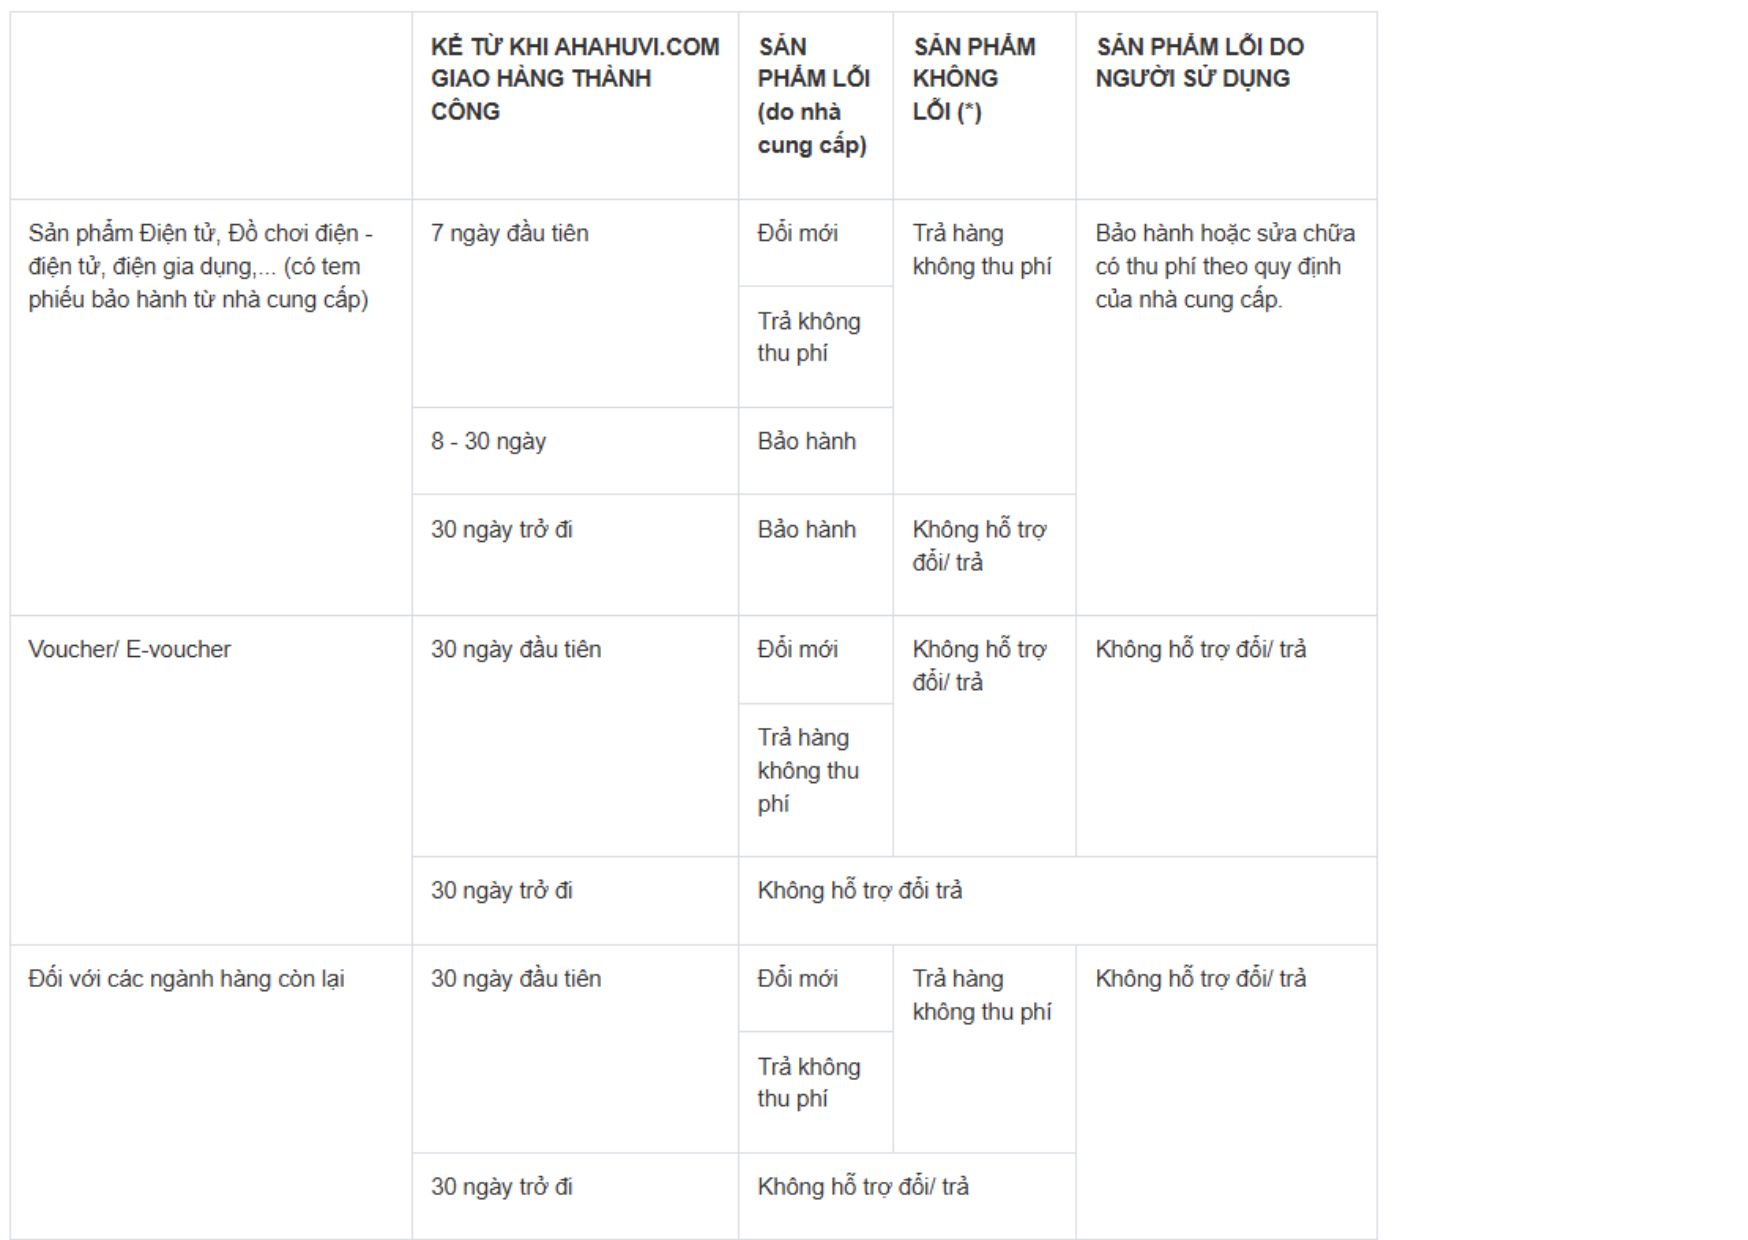 KỂ TỪ KHI AHAHUVI.COM
GIAO HÀNG THÀNH
CÔNG
SẢN
PHẨM LỖI
(do nhà
cung cấp)
SẢN PHẨM
KHÔNG
LỖI (*)
SẢN PHẨM LỖI DO
NGƯỜI SỬ DỤNG
Sản phẩm Điện tử, Đồ chơi điện -
điện tử, điện gia dụng,... (có tem
phiếu bảo hành từ nhà cung cấp)
7 ngày đầu tiên
Đổi mới
Trả không
thu phí
Trả hàng
không thu phí
Bảo hành hoặc sửa chữa
có thu phí theo quy định
của nhà cung cấp.
8 - 30 ngày
Bảo hành
30 ngày trở đi
Bảo hành
Không hỗ trợ
đổi/ trả
Voucher/ E-voucher
30 ngày đầu tiên
Đổi mới
Trả hàng
không thu
phí
Không hỗ trợ
đổi/ trả
Không hỗ trợ đổi/ trả
30 ngày trở đi
Không hỗ trợ đổi trả
Đối với các ngành hàng còn lại
30 ngày đầu tiên
Đổi mới
Trả không
thu phí
Trả hàng
không thu phí
Không hỗ trợ đổi/ trả
30 ngày trở đi
Không hỗ trợ đổi/ trả